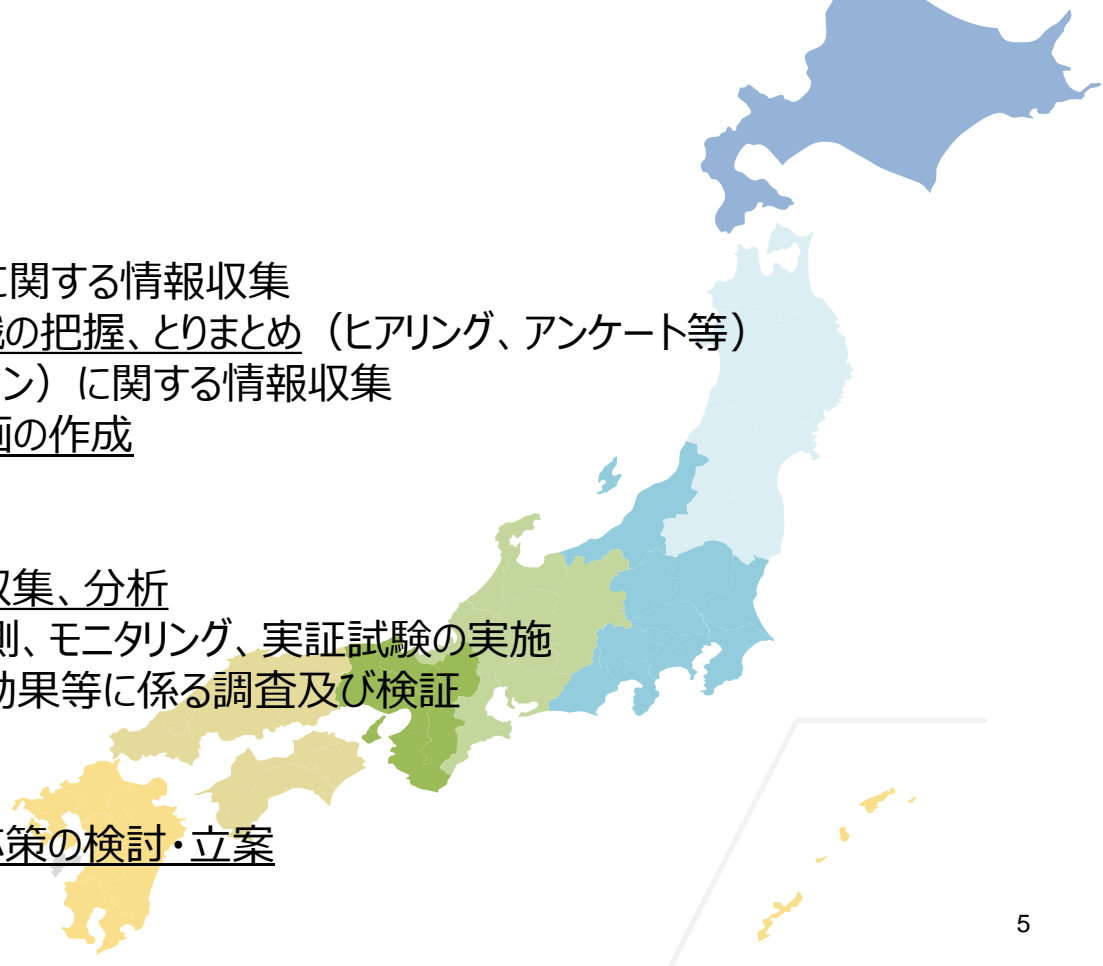 に関する情報収集
の把握、とりまとめ（ヒアリング、アンケート等）
ン）に関する情報収集
画の作成
収集、分析
測、モニタリング、実証試験の実施
効果等に係る調査及び検証
策の検討・立案
5